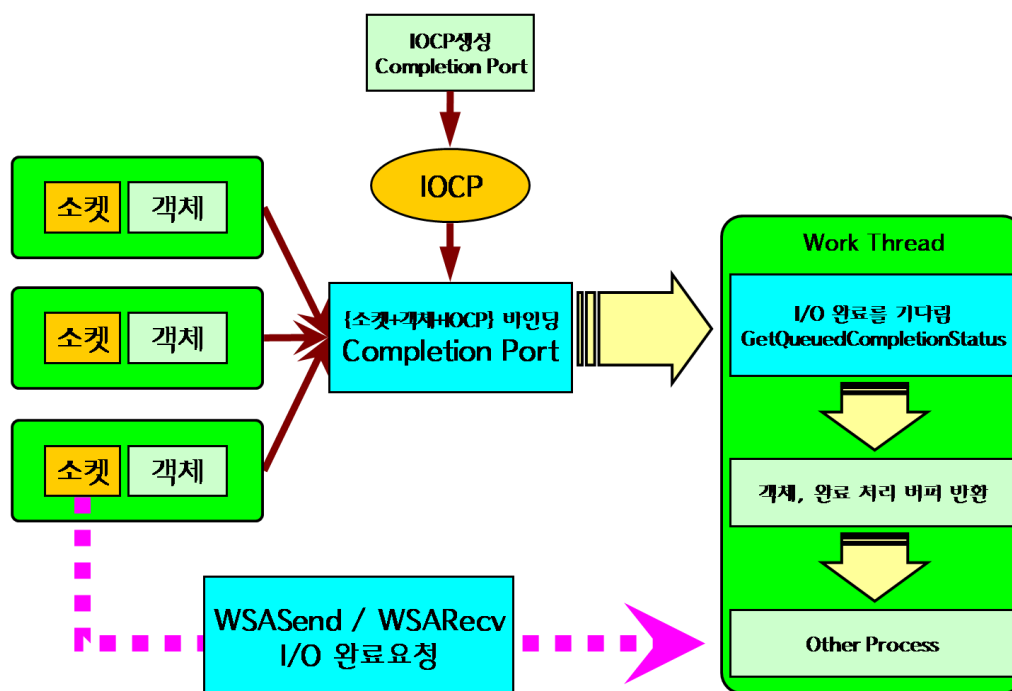 IOCP생성
Completion Port
IOCP
소켓 객체
소켓 객체
소켓 객체
{소켓+객체+IOCP} 바인딩
Completion Port
Work Thread
I/O 완료를 기다림
GetQueuedCompletionStatus
객체, 완료 처리 버퍼 반환
Other Process
WSASend / WSARecv
I/O 완료요청